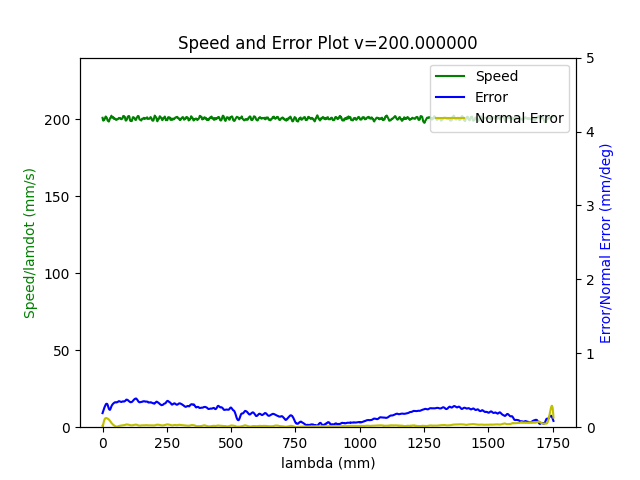 Speed and Error Plot v=200.000000
Speed
Error
Normal Error
Speed/lamdot (mm/s)
200
150
100
50
0
5
4
3
2
1
0
Error/Normal Error (mm/deg)
0 250 500 750 1000 1250 1500 1750
lambda (mm)